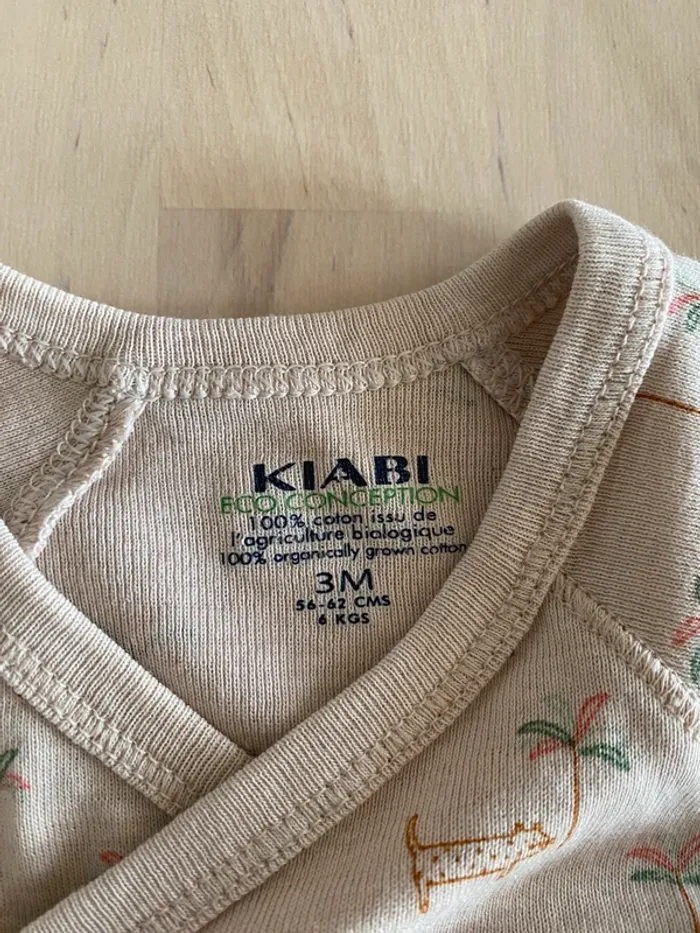 KIABI
ECO CONCEPTION
100% coton issu de
l'agriculture biologique
100% organically grown cotton
3M
56-62 CMS
6 KGS